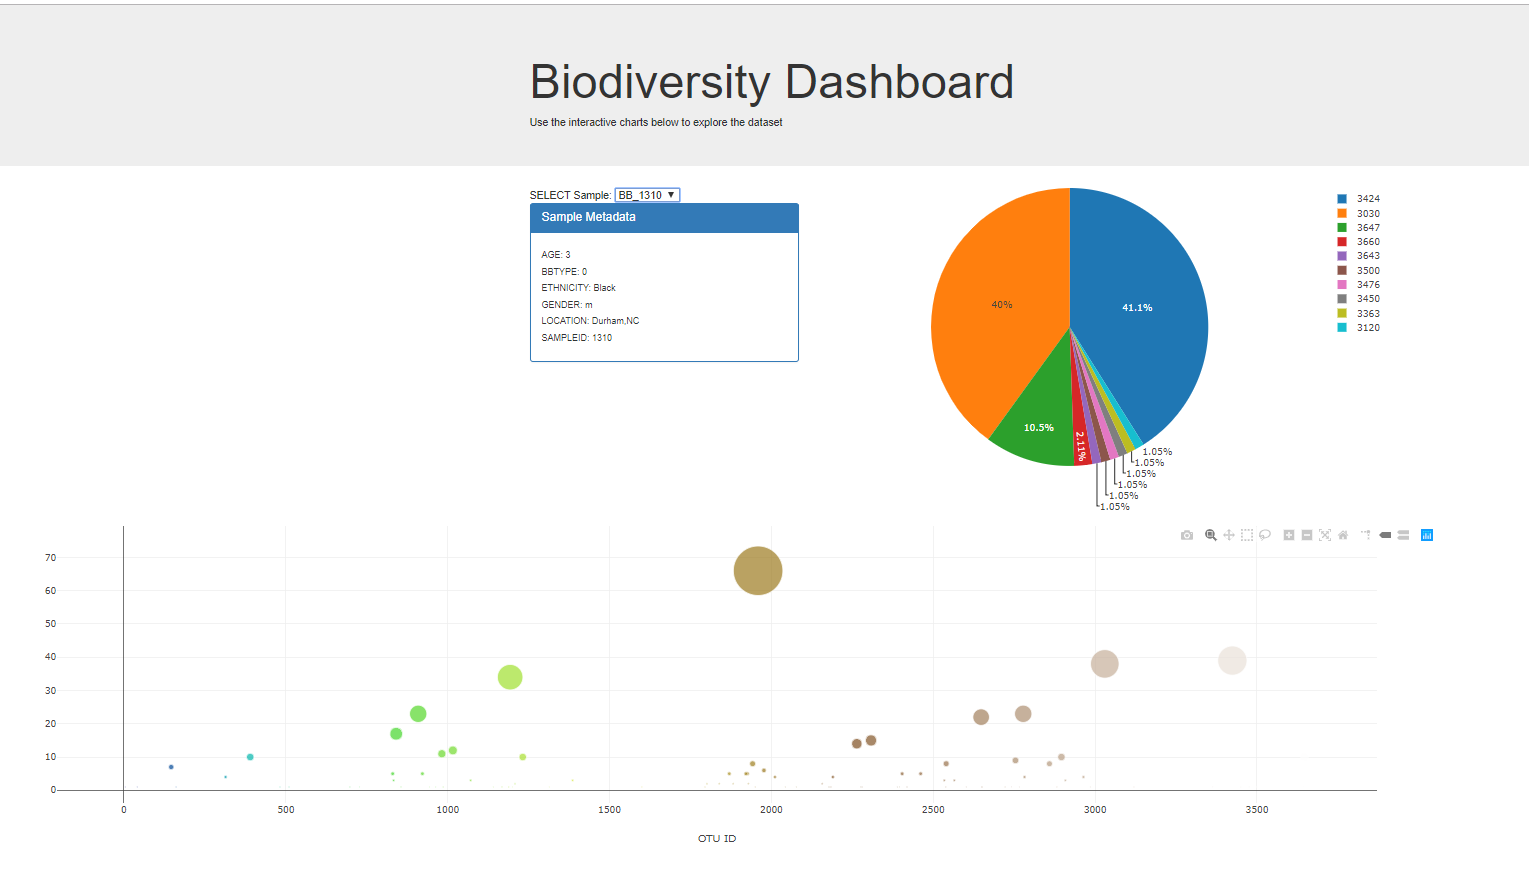 Biodiversity Dashboard
Use the interactive charts below to explore the dataset
SELECT Sample: BB_1310
Sample Metadata
AGE: 3
BBTYPE: 0
ETHNICITY: Black
GENDER: m
LOCATION: Durham,NC
SAMPLEID: 1310
40%
41.1%
10.5%
2.11%
1.05%
1.05%
1.05%
1.05%
1.05%
1.05%
3424
3030
3647
3660
3643
3500
3476
3450
3363
3120
70
60
50
40
30
20
10
0
0 500 1000 1500 2000 2500 3000 3500
OTU ID